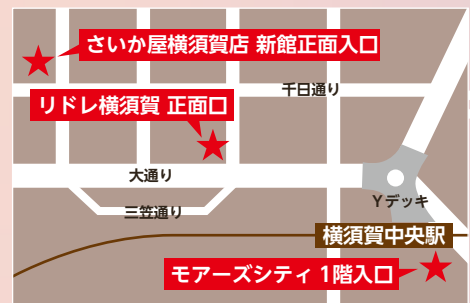 さいか屋横須賀店 新館正面入口
千日通り
リドレ横須賀 正面口
大通り
Yデッキ
三笠通り
横須賀中央駅
モアーズシティ 1階入口